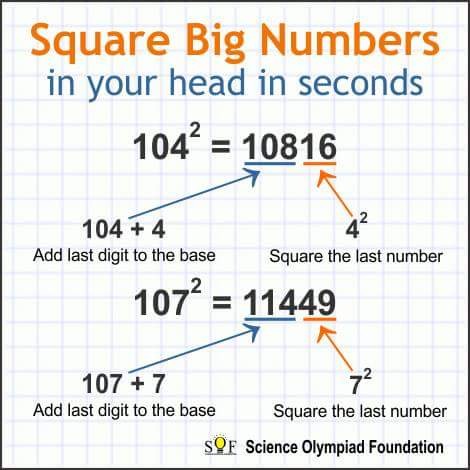 Square Big Numbers
in your head in seconds
104² = 10816
104 + 4 4²
Add last digit to the base Square the last number
107² = 11449
107 + 7 7²
Add last digit to the base Square the last number
SOF Science Olympiad Foundation